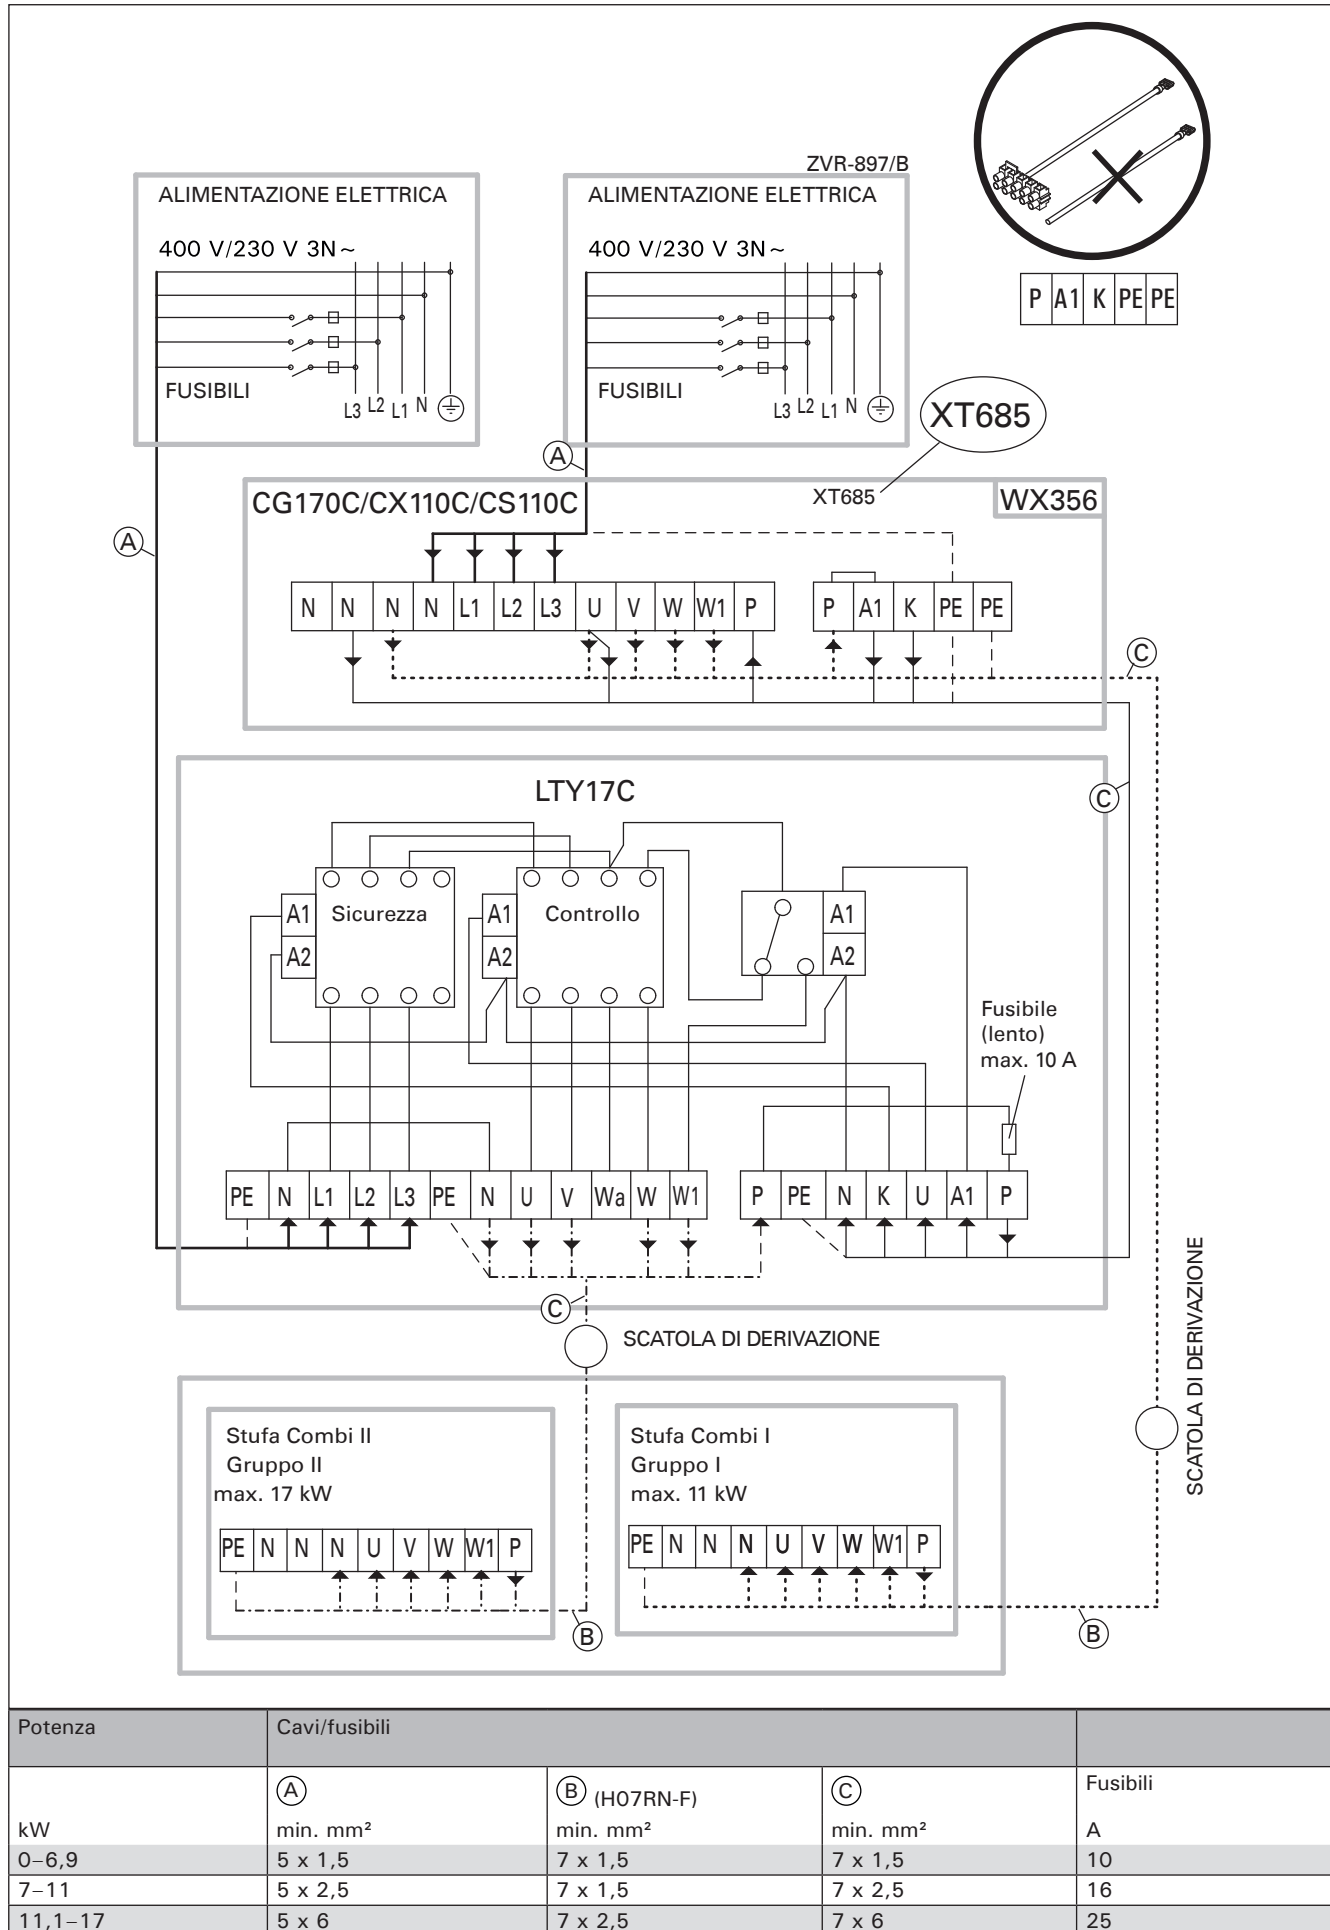 ZVR-897/B
ALIMENTAZIONE ELETTRICA
400 V/230 V 3N~
FUSIBILI
L3 L2 L1 N
ALIMENTAZIONE ELETTRICA
400 V/230 V 3N~
FUSIBILI
L3 L2 L1 N
P A1 K PE PE
XT685
A
A
CG170C/CX110C/CS110C
XT685
WX356
N N N N L1 L2 L3 U V W W1 P
P A1 K PE PE
C
LTY17C
C
A1 Sicurezza
A2
A1 Controllo
A2
A1
A2
Fusibile
(lento)
max. 10 A
PE N L1 L2 L3 PE N U V Wa W W1
P PE N K U A1 P
C
SCATOLA DI DERIVAZIONE
SCATOLA DI DERIVAZIONE
Stufa Combi II
Gruppo II
max. 17 kW
PE N N N U V W W1 P
B
Stufa Combi I
Gruppo I
max. 11 kW
PE N N N U V W W1 P
B
Potenza Cavi/fusibili
A B (H07RN-F) C Fusibili
kW min. mm² min. mm² min. mm² A
0–6,9 5 x 1,5 7 x 1,5 7 x 1,5 10
7–11 5 x 2,5 7 x 1,5 7 x 2,5 16
11,1–17 5 x 6 7 x 2,5 7 x 6 25